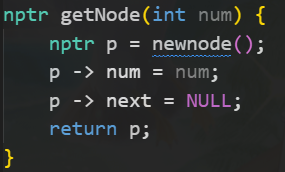 nptr getNode(int num) {
    nptr p = newnode();
    p -> num = num;
    p -> next = NULL;
    return p;
}